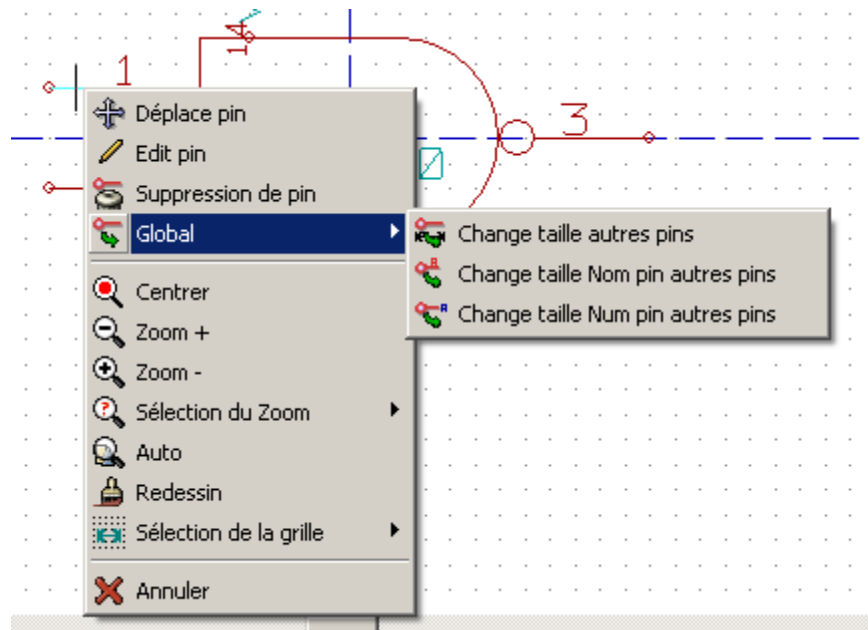 14
1
3
Déplace pin
Edit pin
Suppression de pin
Global
Change taille autres pins
Change taille Nom pin autres pins
Change taille Num pin autres pins
Centrer
Zoom +
Zoom -
Sélection du Zoom
Auto
Redessin
Sélection de la grille
Annuler